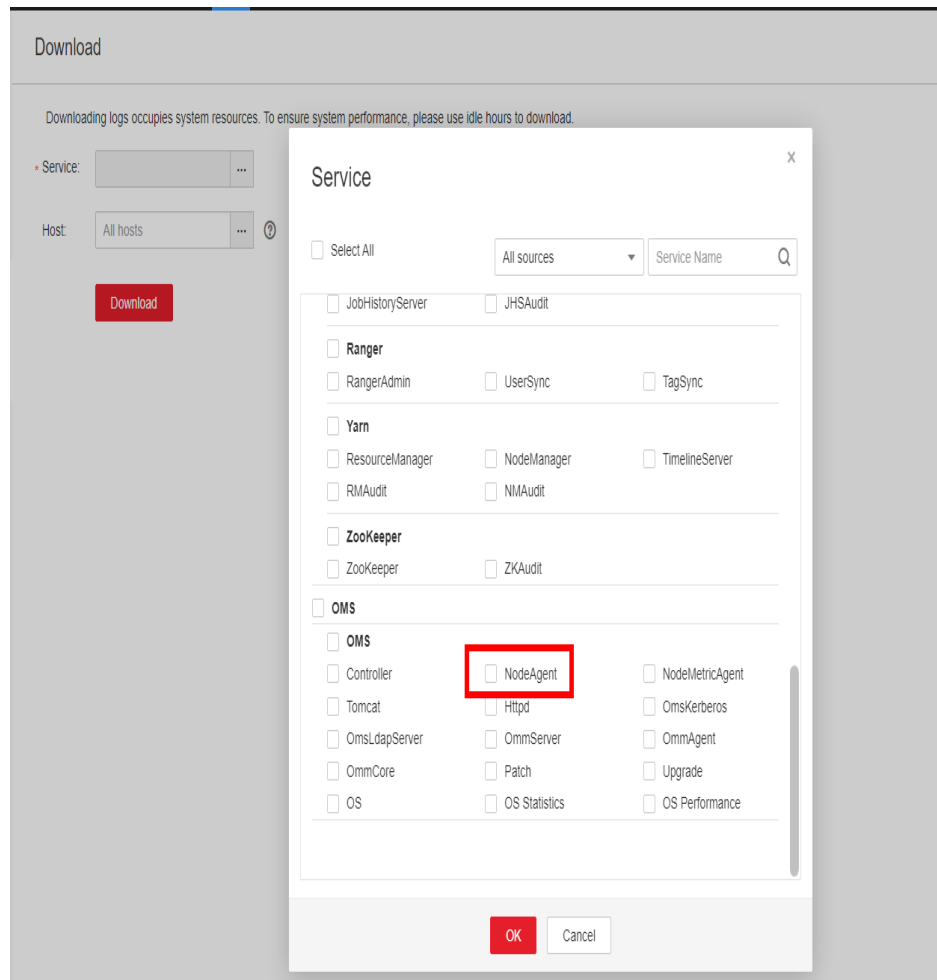 Download
Downloading logs occupies system resources. To ensure system performance, please use idle hours to download.
* Service: ...
Host: All hosts ... ?
Download
Service x
Select All All sources Service Name
JobHistoryServer JHSAudit
Ranger
RangerAdmin UserSync TagSync
Yarn
ResourceManager NodeManager TimelineServer
RMAudit NMAudit
ZooKeeper
ZooKeeper ZKAudit
OMS
OMS
Controller NodeAgent NodeMetricAgent
Tomcat Httpd OmsKerberos
OmsLdapServer OmmServer OmmAgent
OmmCore Patch Upgrade
OS OS Statistics OS Performance
OK Cancel